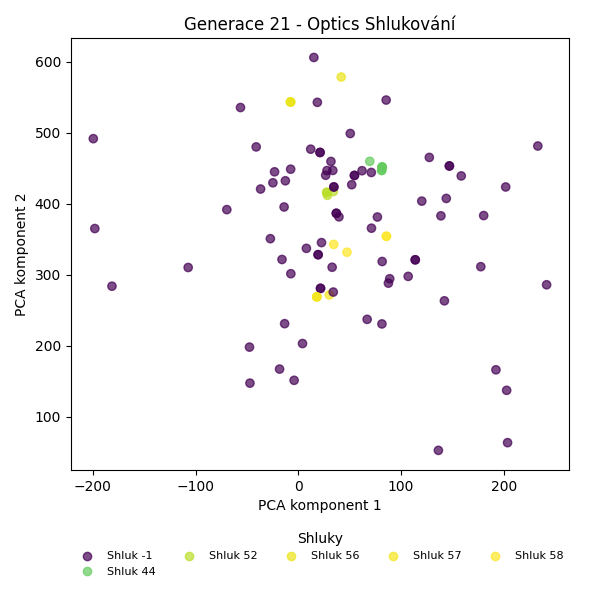 Generace 21 - Optics Shlukování
PCA komponent 2
600
500
400
300
200
100
−200 −100 0 100 200
PCA komponent 1
Shluky
Shluk -1 Shluk 52 Shluk 56 Shluk 57 Shluk 58
Shluk 44